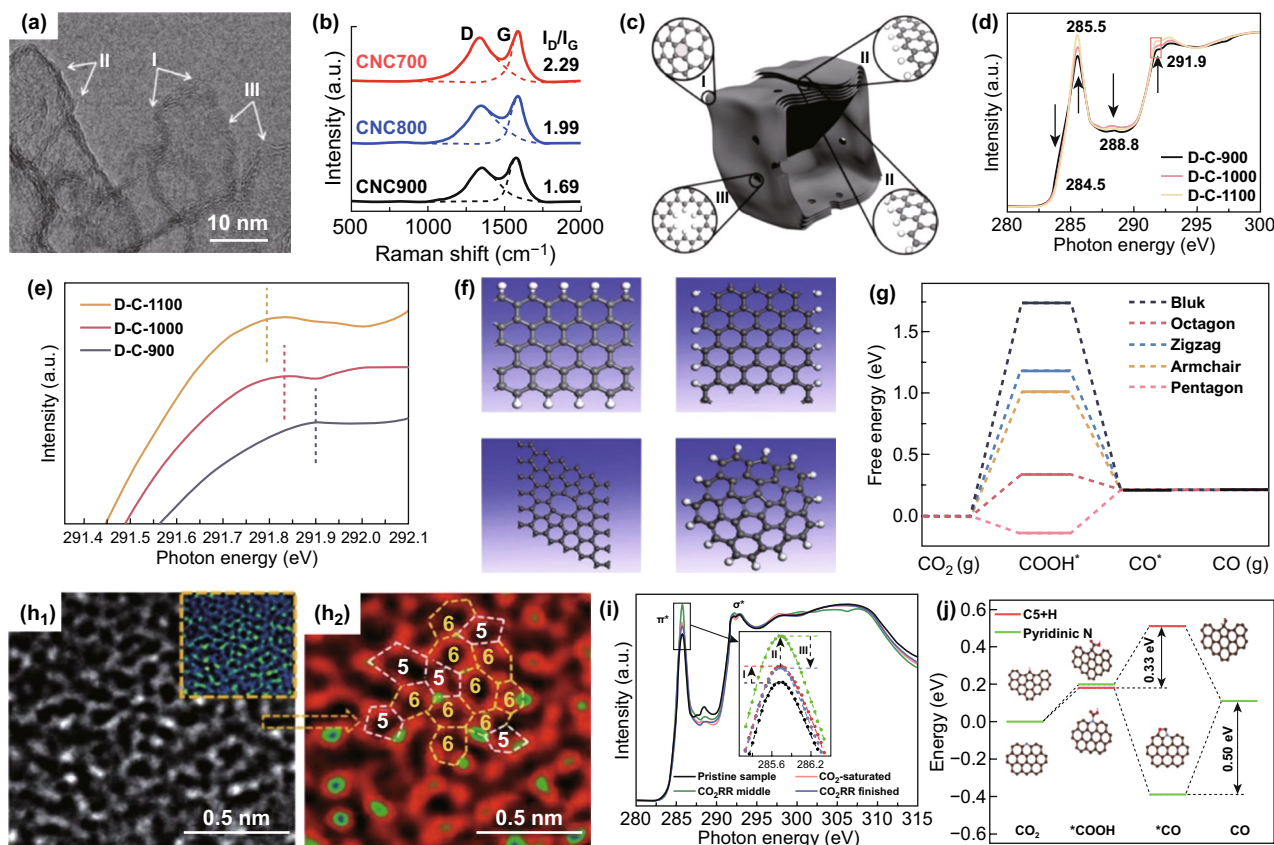 (a)
II
I
III
10 nm
(b)
D
G
I_D/I_G
CNC700
2.29
CNC800
1.99
CNC900
1.69
Intensity (a.u.)
500 1000 1500 2000
Raman shift (cm⁻¹)
(c)
I
II
III
II
(d)
285.5
291.9
288.8
284.5
D-C-900
D-C-1000
D-C-1100
Intensity (a.u.)
280 285 290 295 300
Photon energy (eV)
(e)
D-C-1100
D-C-1000
D-C-900
Intensity (a.u.)
291.4 291.5 291.6 291.7 291.8 291.9 292.0 292.1
Photon energy (eV)
(f)
(g)
Bluk
Octagon
Zigzag
Armchair
Pentagon
Free energy (eV)
1.5
1.0
0.5
0.0
CO₂ (g) COOH* CO* CO (g)
(h₁)
0.5 nm
(h₂)
6
5
5
6
6
5
6
6
6
6
6
5
6
5
0.5 nm
(i)
π*
σ*
I
II
III
285.6 286.2
Pristine sample
CO₂-saturated
CO₂RR middle
CO₂RR finished
Intensity (a.u.)
280 285 290 295 300 305 310 315
Photon energy (eV)
(j)
C5+H
Pyridinic N
0.33 eV
0.50 eV
Energy (eV)
0.6
0.4
0.2
0.0
−0.2
−0.4
−0.6
CO₂ *COOH *CO CO